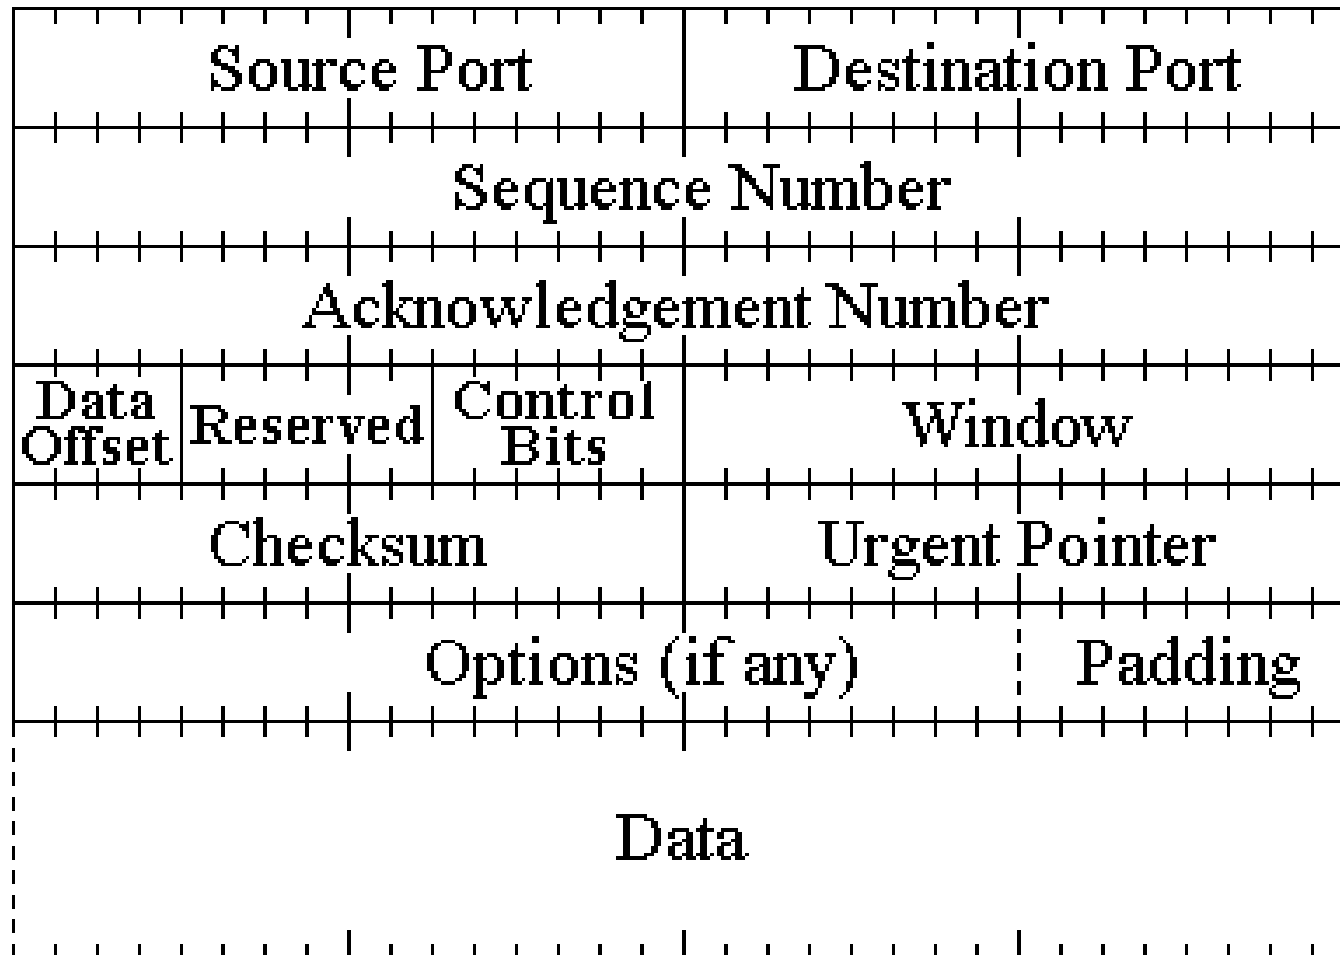 Source Port
Destination Port
Sequence Number
Acknowledgement Number
Data
Offset
Reserved
Control
Bits
Window
Checksum
Urgent Pointer
Options (if any)
Padding
Data